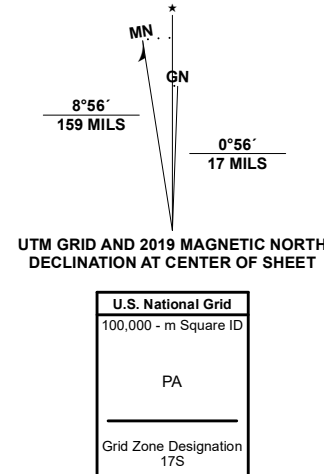 ★
MN
GN
8°56´
159 MILS
0°56´
17 MILS
UTM GRID AND 2019 MAGNETIC NORTH
DECLINATION AT CENTER OF SHEET
U.S. National Grid
100,000 - m Square ID
PA
Grid Zone Designation
17S